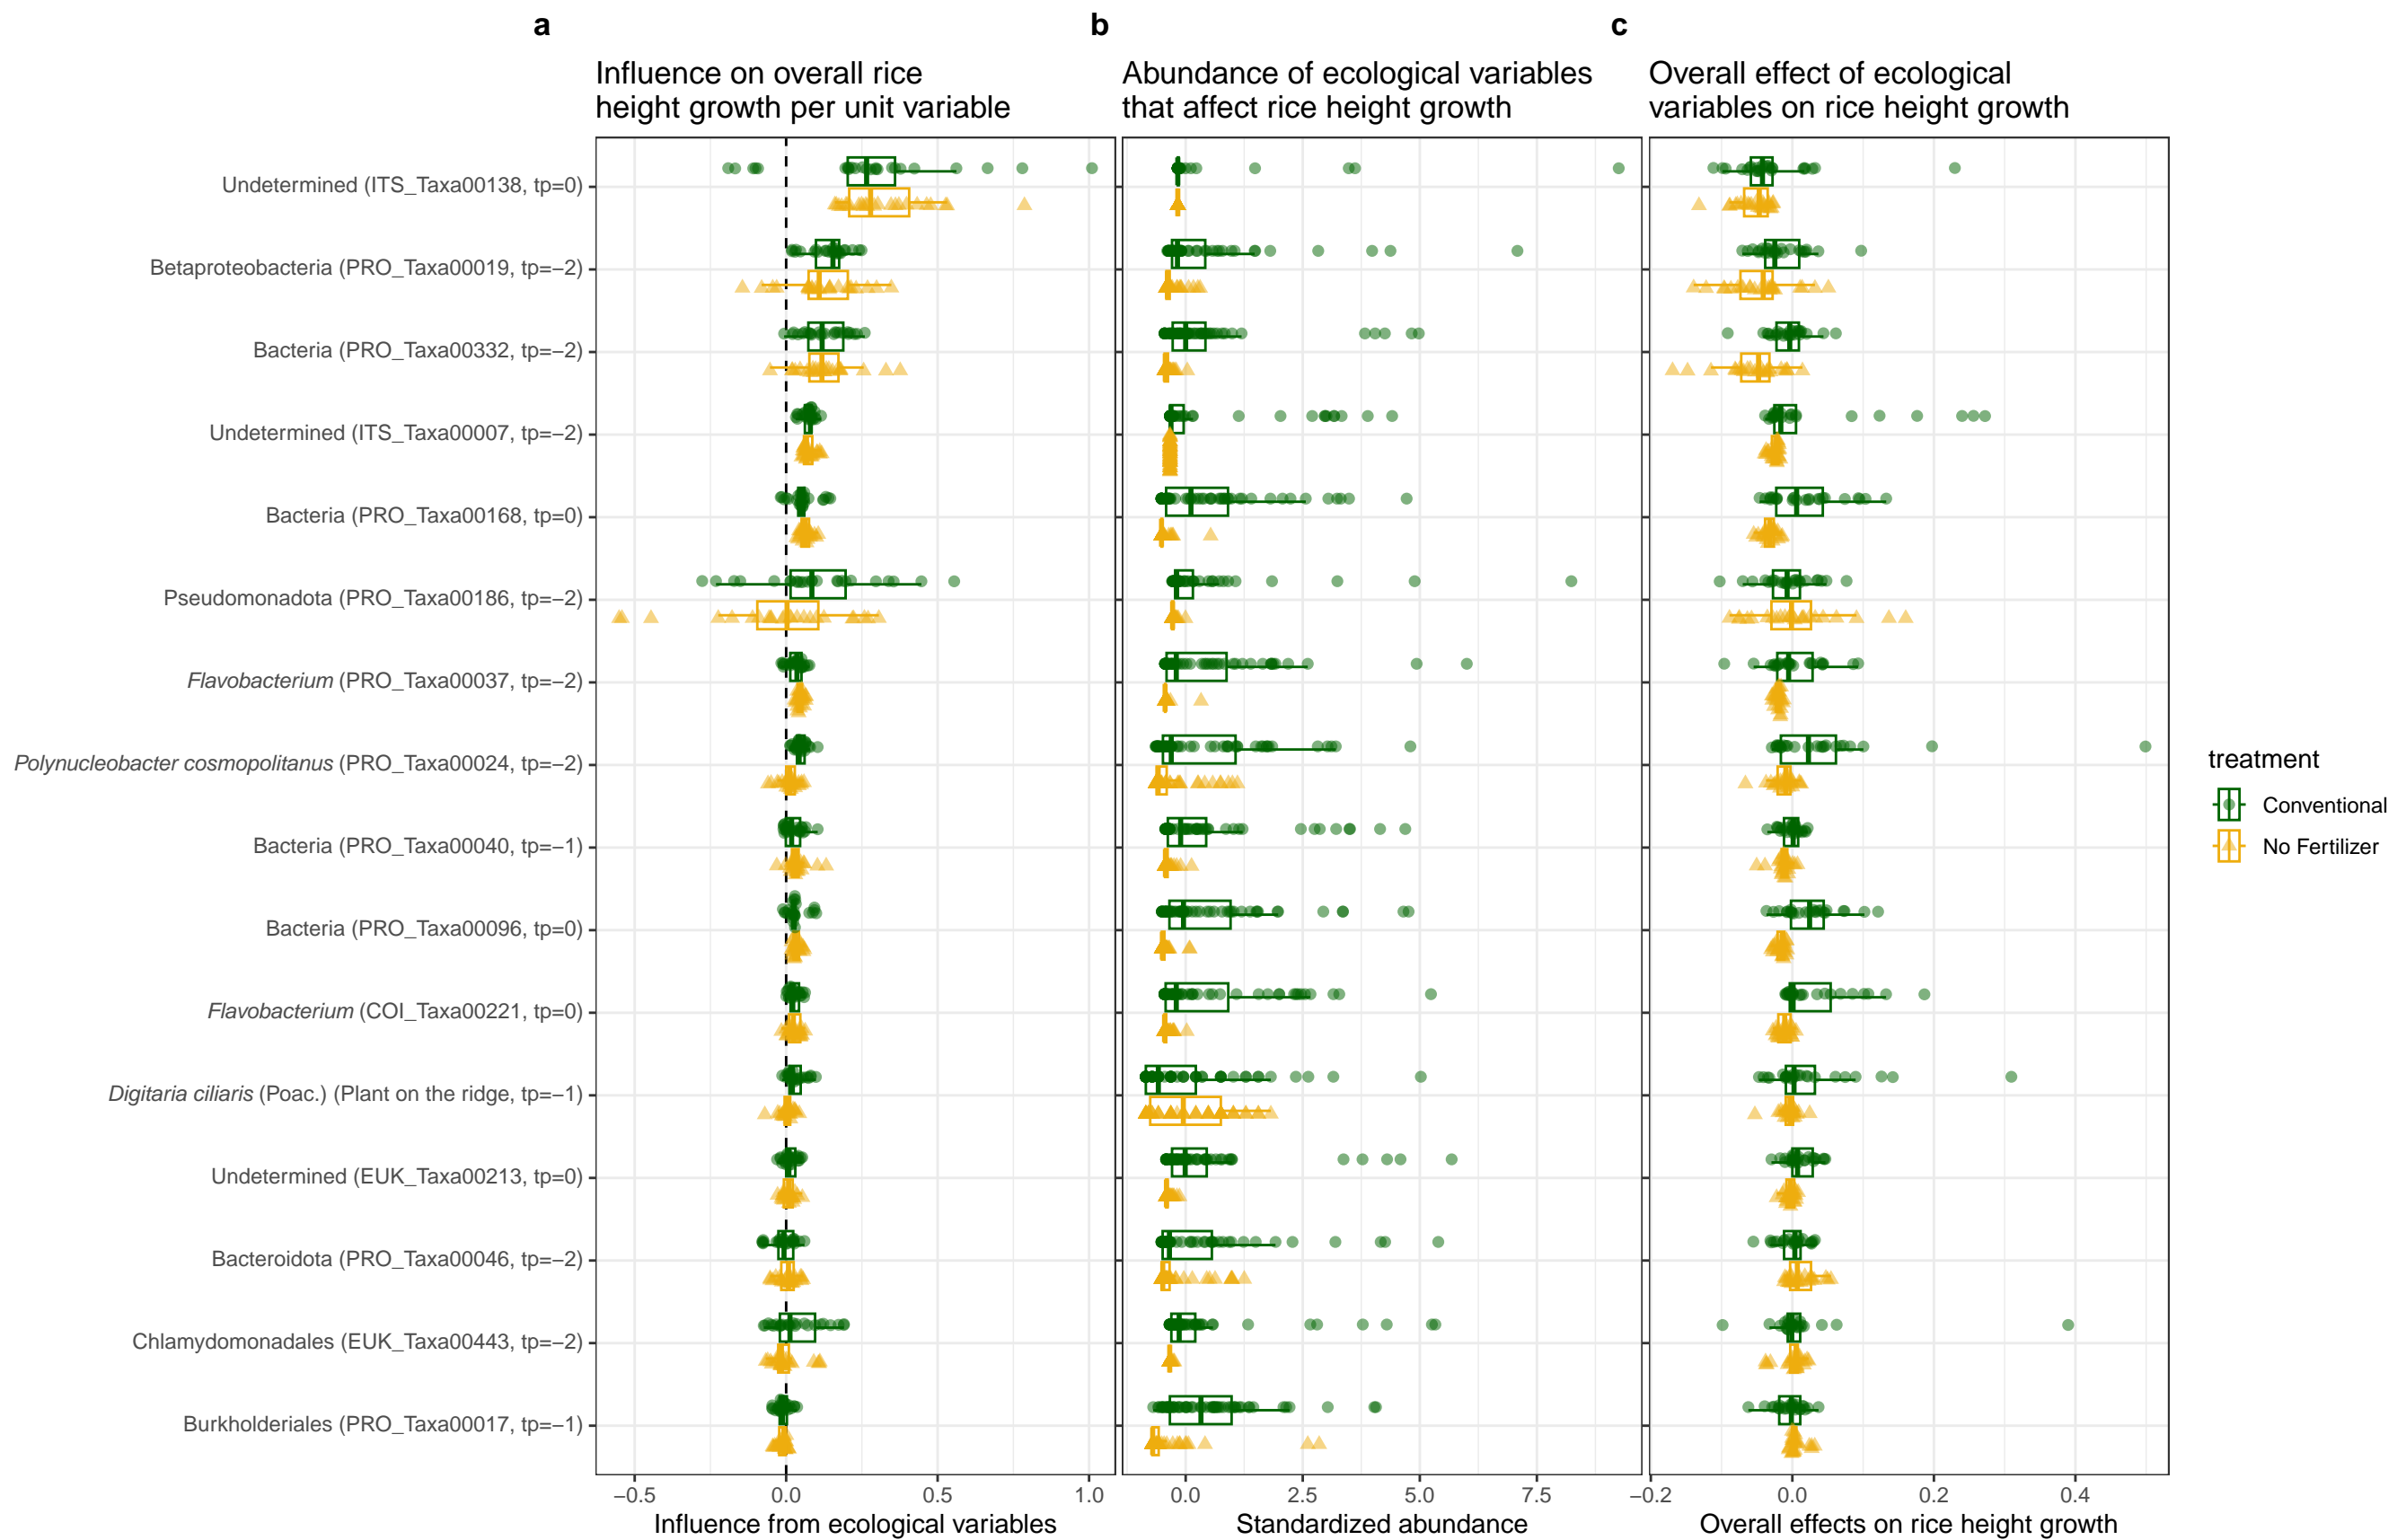 a
b
c
Influence on overall rice
height growth per unit variable
Abundance of ecological variables
that affect rice height growth
Overall effect of ecological
variables on rice height growth
Undetermined (ITS_Taxa00138, tp=0)
Betaproteobacteria (PRO_Taxa00019, tp=−2)
Bacteria (PRO_Taxa00332, tp=−2)
Undetermined (ITS_Taxa00007, tp=−2)
Bacteria (PRO_Taxa00168, tp=0)
Pseudomonadota (PRO_Taxa00186, tp=−2)
Flavobacterium (PRO_Taxa00037, tp=−2)
Polynucleobacter cosmopolitanus (PRO_Taxa00024, tp=−2)
Bacteria (PRO_Taxa00040, tp=−1)
Bacteria (PRO_Taxa00096, tp=0)
Flavobacterium (COI_Taxa00221, tp=0)
Digitaria ciliaris (Poac.) (Plant on the ridge, tp=−1)
Undetermined (EUK_Taxa00213, tp=0)
Bacteroidota (PRO_Taxa00046, tp=−2)
Chlamydomonadales (EUK_Taxa00443, tp=−2)
Burkholderiales (PRO_Taxa00017, tp=−1)
−0.5 0.0 0.5 1.0
Influence from ecological variables
0.0 2.5 5.0 7.5
Standardized abundance
−0.2 0.0 0.2 0.4
Overall effects on rice height growth
treatment
Conventional
No Fertilizer